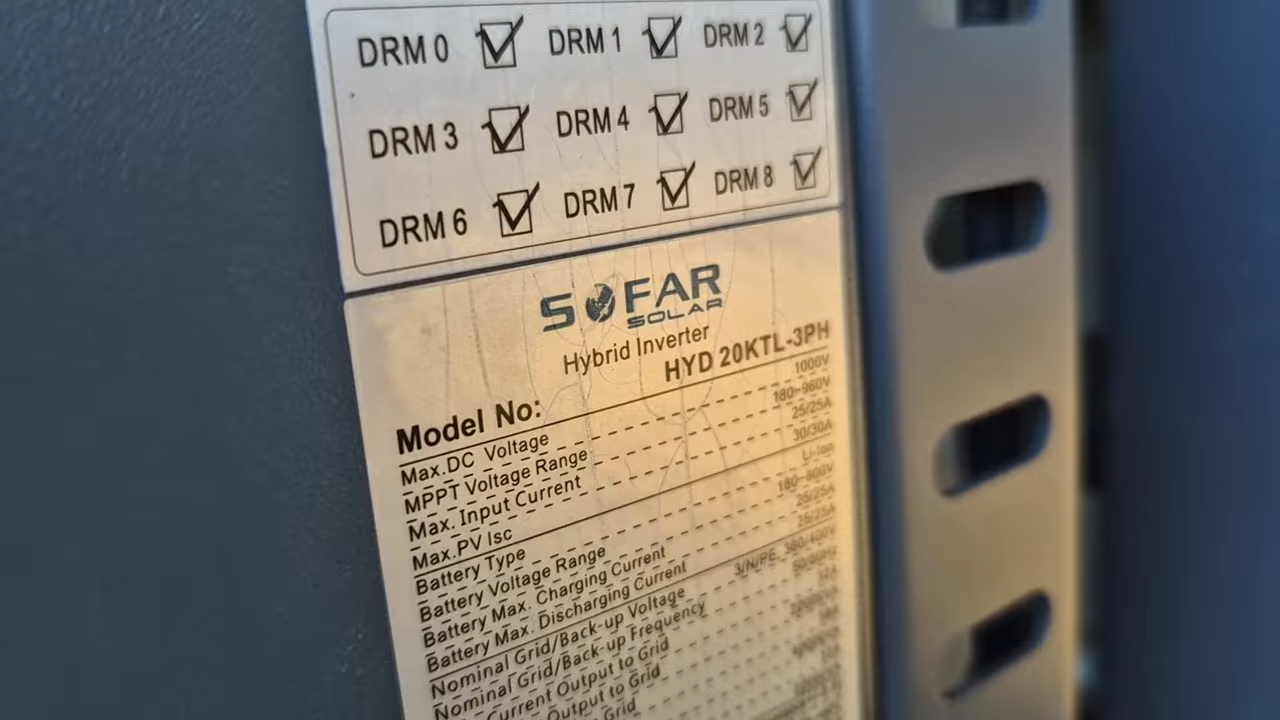 DRM 0 DRM 1 DRM 2
DRM 3 DRM 4 DRM 5
DRM 6 DRM 7 DRM 8
SOFAR
SOLAR
Hybrid Inverter
Model No: HYD 20KTL-3PH
Max.DC Voltage 1000V
MPPT Voltage Range 180-960V
Max. Input Current 25/25A
Max.PV Isc 30/30A
Battery Type Li-Ion
Battery Voltage Range 180-800V
Battery Max. Charging Current 25/25A
Battery Max. Discharging Current 25/25A
Nominal Grid/Back-up Voltage 3/N/PE, 380/400V
Nominal Grid/Back-up Frequency 50/60Hz
Current Output to Grid
Output to Grid
Grid